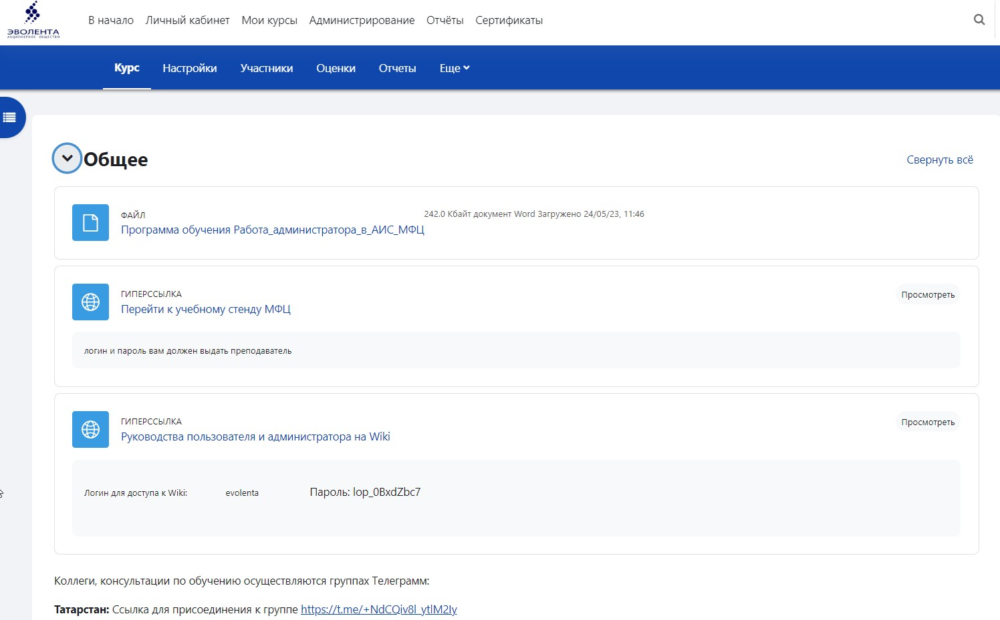 ЭВОЛЕНТА
АКЦИОНЕРНОЕ ОБЩЕСТВО
В начало Личный кабинет Мои курсы Администрирование Отчёты Сертификаты
Курс Настройки Участники Оценки Отчеты Еще
Общее
Свернуть всё
ФАЙЛ
242.0 Кбайт документ Word Загружено 24/05/23, 11:46
Программа обучения Работа_администратора_в_АИС_МФЦ
ГИПЕРССЫЛКА
Просмотреть
Перейти к учебному стенду МФЦ
логин и пароль вам должен выдать преподаватель
ГИПЕРССЫЛКА
Просмотреть
Руководства пользователя и администратора на Wiki
Логин для доступа к Wiki: evolenta Пароль: lop_0BxdZbc7
Коллеги, консультации по обучению осуществляются группах Телеграмм:
Татарстан: Ссылка для присоединения к группе https://t.me/+NdCQiv8l_ytlM2Iy